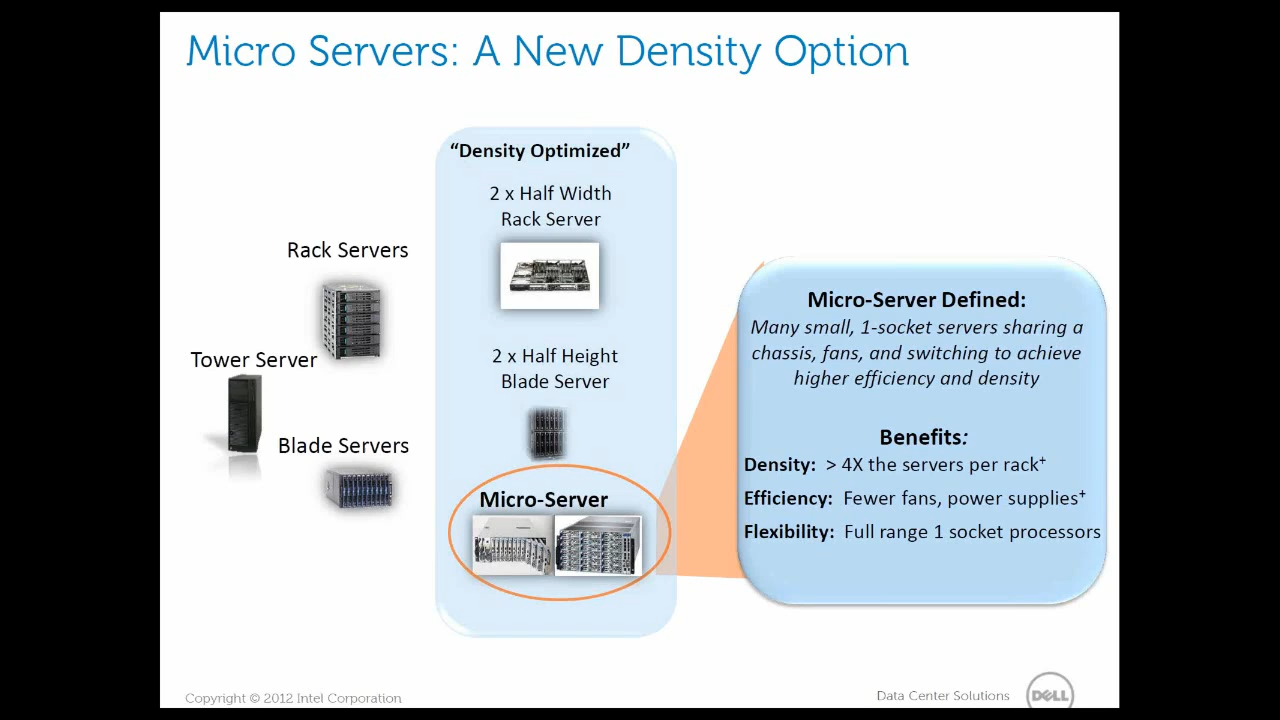 Micro Servers: A New Density Option
"Density Optimized"
2 x Half Width
Rack Server
Rack Servers
Tower Server
2 x Half Height
Blade Server
Blade Servers
Micro-Server
Micro-Server Defined:
Many small, 1-socket servers sharing a
chassis, fans, and switching to achieve
higher efficiency and density
Benefits:
Density: > 4X the servers per rack+
Efficiency: Fewer fans, power supplies+
Flexibility: Full range 1 socket processors
Copyright © 2012 Intel Corporation
Data Center Solutions
DELL